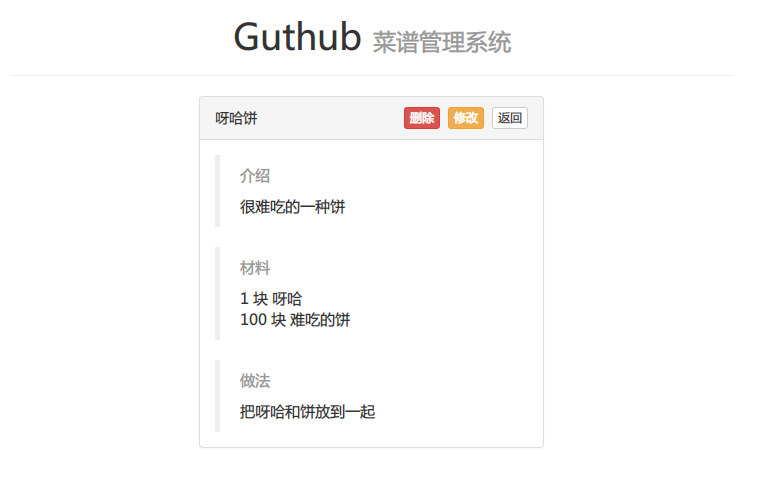 Guthub 菜谱管理系统
呀哈饼 删除 修改 返回
介绍
很难吃的一种饼
材料
1 块 呀哈
100 块 难吃的饼
做法
把呀哈和饼放到一起